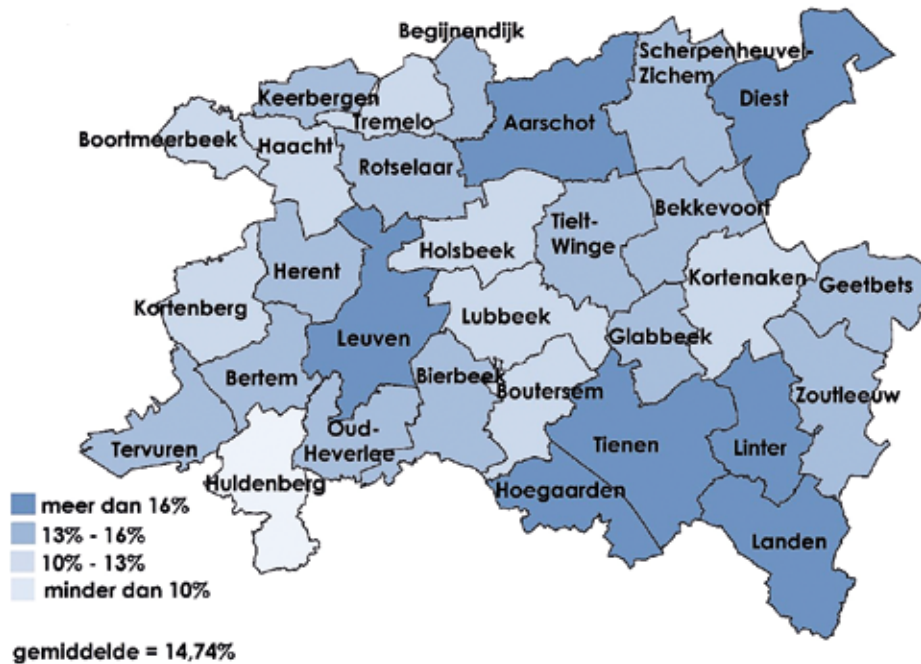 Begijnendijk
Scherpenheuvel-
Zichem
Keerbergen
Diest
Tremelo
Aarschot
Boortmeerbeek
Haacht
Rotselaar
Bekkevoort
Tielt-
Winge
Holsbeek
Herent
Kortenaken
Geetbets
Kortenberg
Lubbeek
Leuven
Glabbeek
Bertem
Bierbeek
Boutersem
Zoutleeuw
Oud-
Heverlee
Tervuren
Tienen
Linter
Huldenberg
Hoegaarden
Landen
meer dan 16%
13% - 16%
10% - 13%
minder dan 10%
gemiddelde = 14,74%